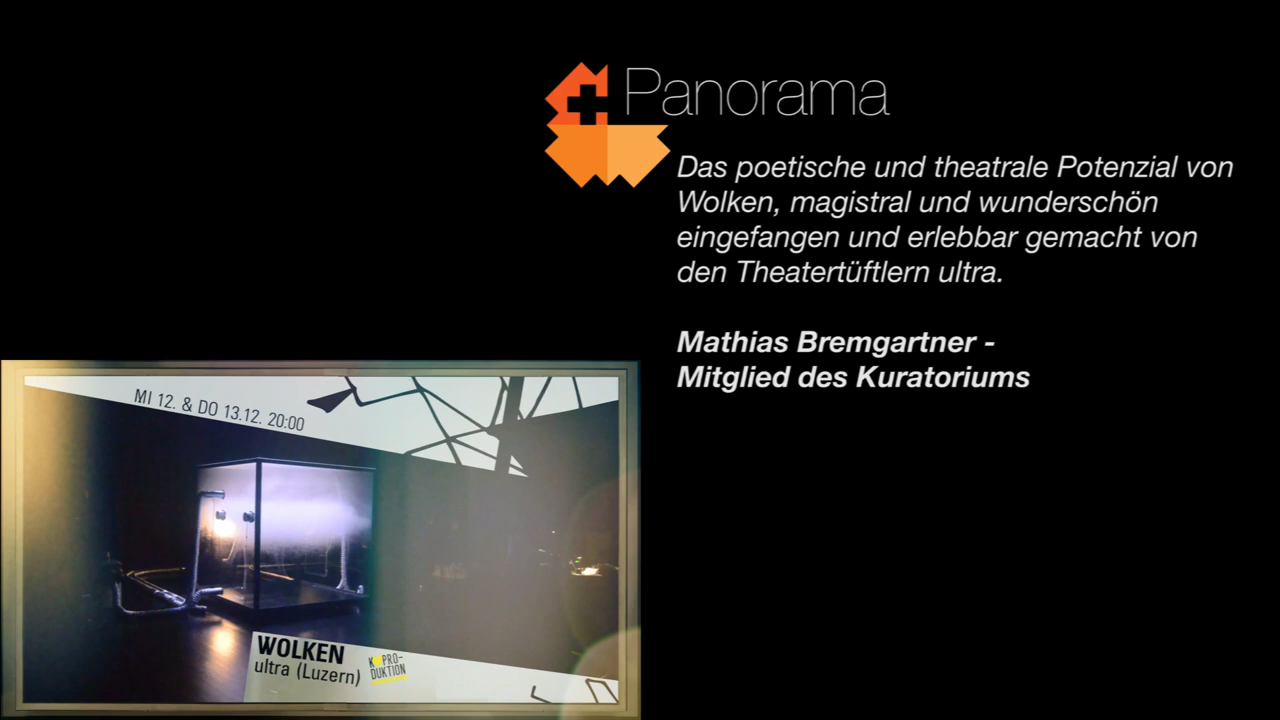 Panorama
Das poetische und theatrale Potenzial von
Wolken, magistral und wunderschön
eingefangen und erlebbar gemacht von
den Theatertüftlern ultra.
Mathias Bremgartner -
Mitglied des Kuratoriums
MI 12. & DO 13.12. 20:00
WOLKEN
ultra (Luzern)
KOPRO-
DUKTION